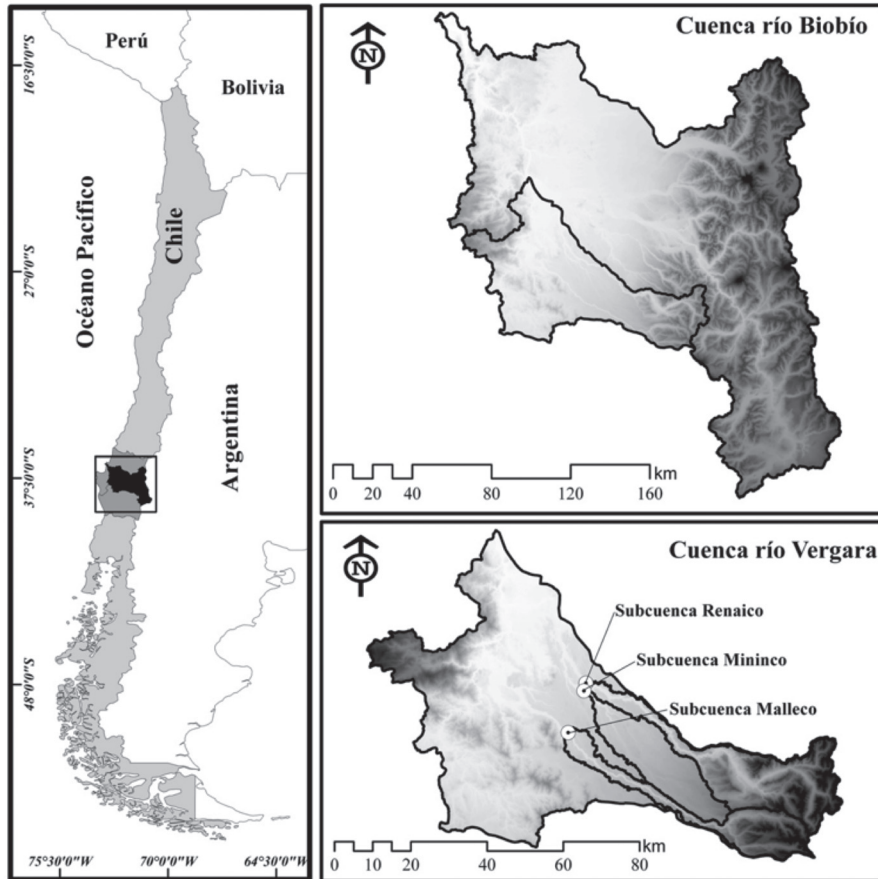 Perú
Bolivia
Océano Pacífico
Chile
Argentina
16°30'0"S
27°0'0"S
37°30'0"S
48°0'0"S
75°30'0"W
70°0'0"W
64°30'0"W
Cuenca río Biobío
N
km
0 20 40 80 120 160
Cuenca río Vergara
N
Subcuenca Renaico
Subcuenca Mininco
Subcuenca Malleco
km
0 10 20 40 60 80